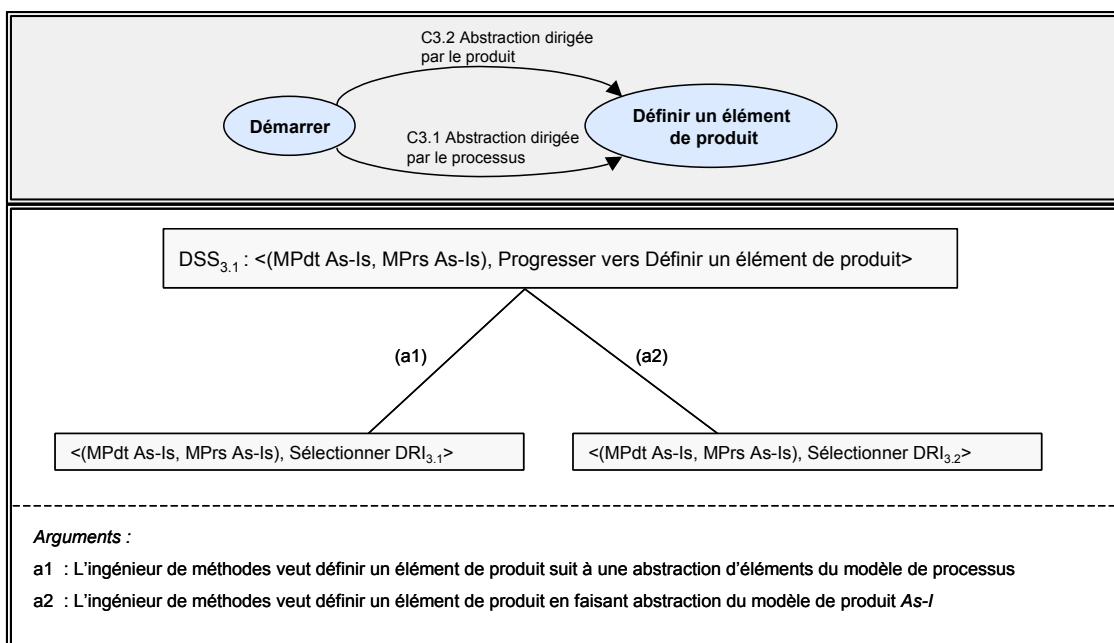 C3.2 Abstraction dirigée
par le produit
Démarrer
Définir un élément
de produit
C3.1 Abstraction dirigée
par le processus
DSS3.1 : <(MPdt As-Is, MPrs As-Is), Progresser vers Définir un élément de produit>
(a1)
(a2)
<(MPdt As-Is, MPrs As-Is), Sélectionner DRI3.1>
<(MPdt As-Is, MPrs As-Is), Sélectionner DRI3.2>
Arguments :
a1 : L'ingénieur de méthodes veut définir un élément de produit suit à une abstraction d'éléments du modèle de processus
a2 : L'ingénieur de méthodes veut définir un élément de produit en faisant abstraction du modèle de produit As-I